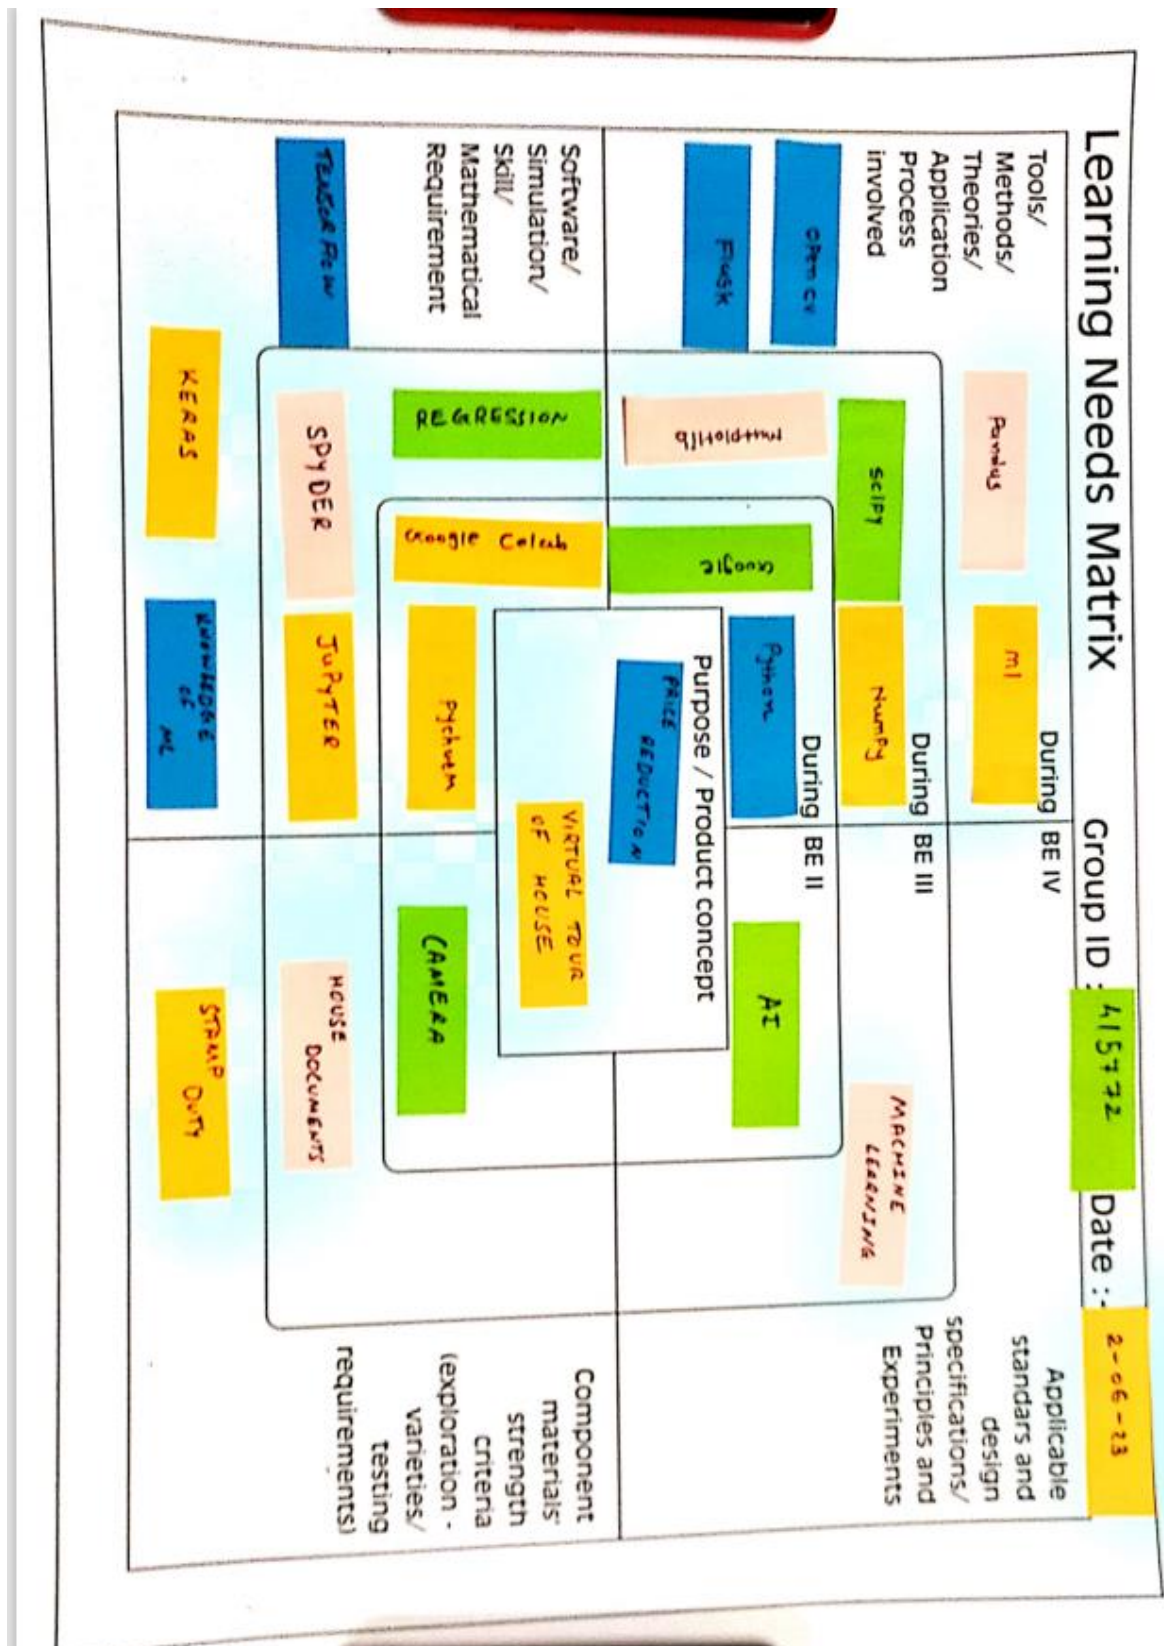 Learning Needs Matrix
Group ID :
415772
Date :-
2-06-23
Tools/
Methods/
Theories/
Application
Process
involved
During BE IV
During BE III
During BE II
Applicable
standars and
design
specifications/
Principles and
Experiments
Pandas
ml
OPencv
SciPY
NumPy
MACHINE
LEARNING
Flask
matplotlib
Google
Python
AI
Purpose / Product concept
PRICE
REDUCTION
VIRTUAL TOUR
OF HOUSE
Software/
Simulation/
Skill/
Mathematical
Requirement
REGRESSION
Google Colab
Pycharm
CAMERA
TENSOR FLOW
SPYDER
JUPYTER
HOUSE
DOCUMENTS
KERAS
KNOWLEDGE
OF
ML
STAMP
DUTY
Component
materials'
strength
criteria
(exploration -
varieties/
testing
requirements)